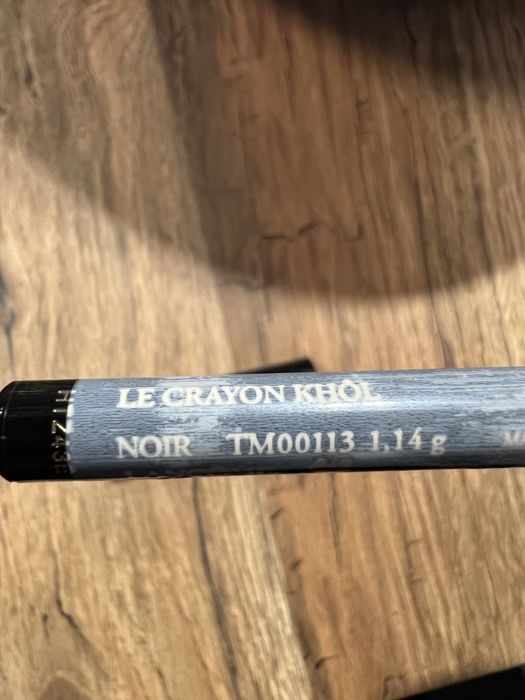 LE CRAYON KHÔL
NOIR TM00113 1,14 g